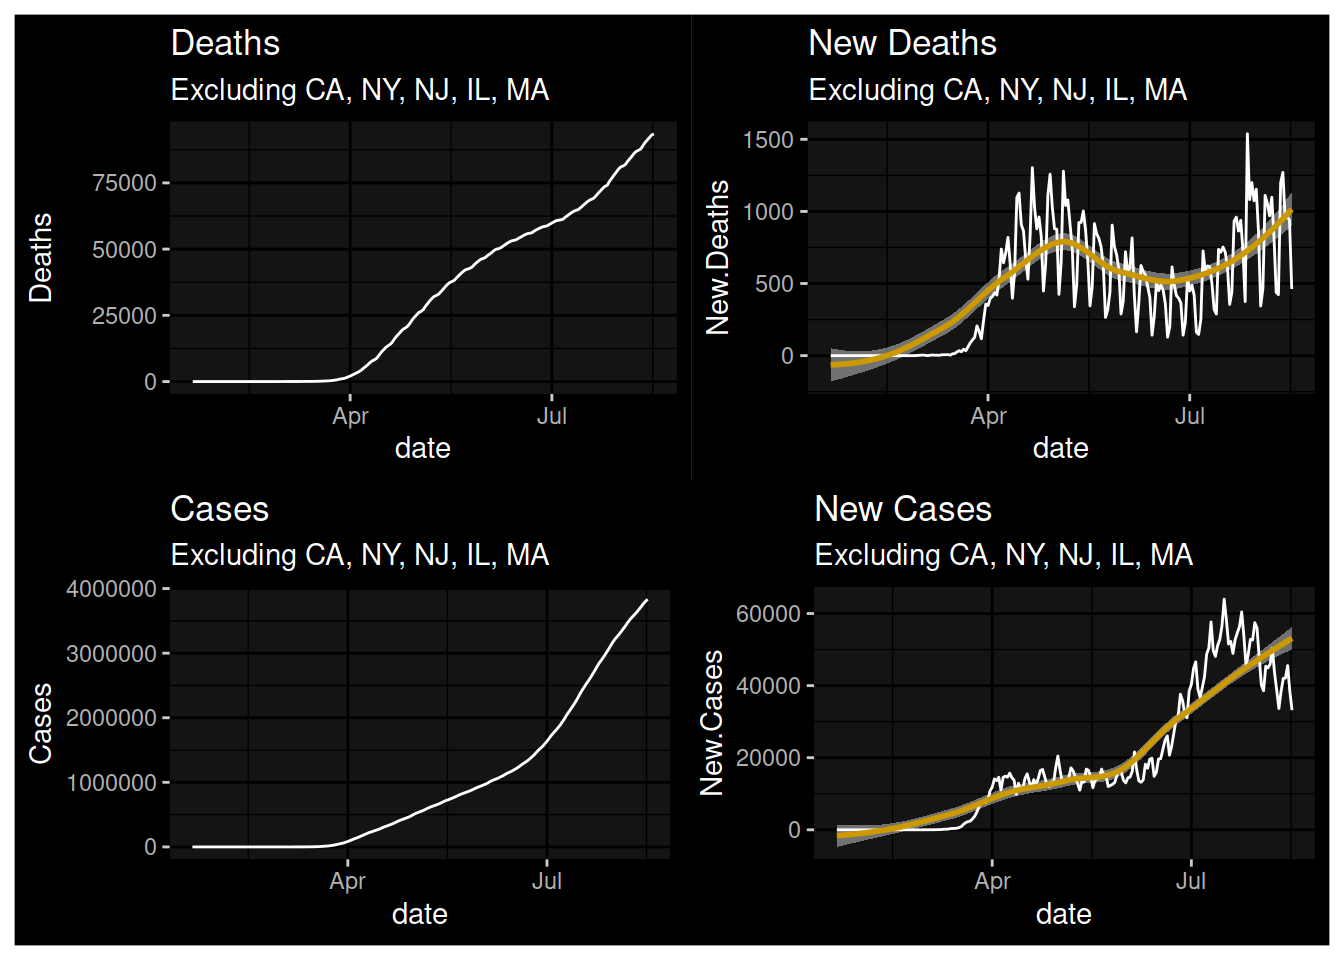 Deaths
Excluding CA, NY, NJ, IL, MA
Deaths
75000
50000
25000
0
Apr
Jul
date
New Deaths
Excluding CA, NY, NJ, IL, MA
New.Deaths
1500
1000
500
0
Apr
Jul
date
Cases
Excluding CA, NY, NJ, IL, MA
Cases
4000000
3000000
2000000
1000000
0
Apr
Jul
date
New Cases
Excluding CA, NY, NJ, IL, MA
New.Cases
60000
40000
20000
0
Apr
Jul
date